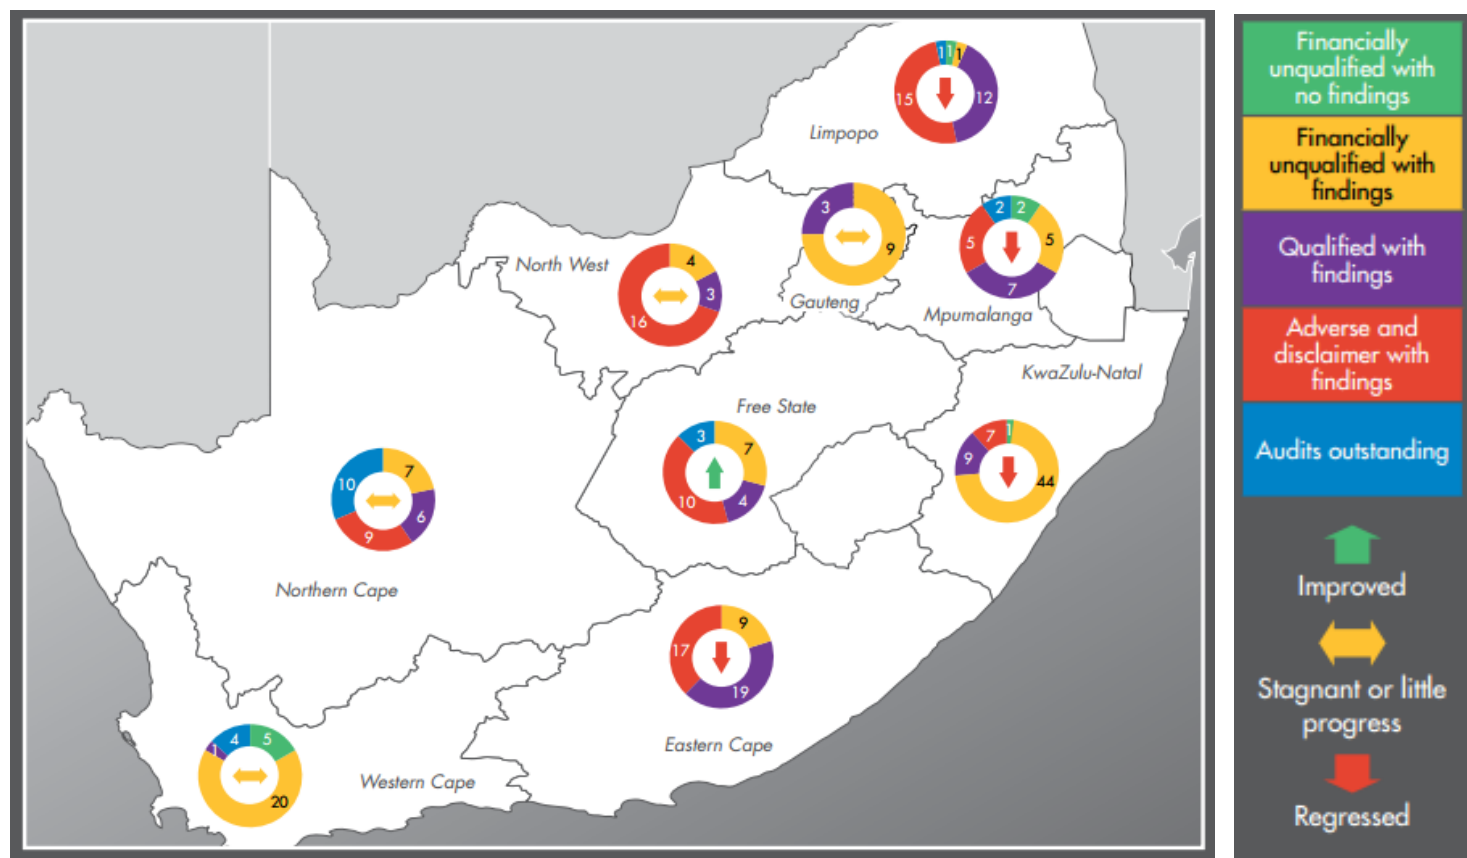 1 1 1
15 12
Limpopo
3
9
Gauteng
2 2
5 5
7
Mpumalanga
North West
4
3
16
KwaZulu-Natal
Free State
3 7
10 4
7 1
9
44
10 7
6
9
Northern Cape
9
17
19
Eastern Cape
4 5
1
20
Western Cape
Financially
unqualified with
no findings
Financially
unqualified with
findings
Qualified with
findings
Adverse and
disclaimer with
findings
Audits outstanding
Improved
Stagnant or little
progress
Regressed